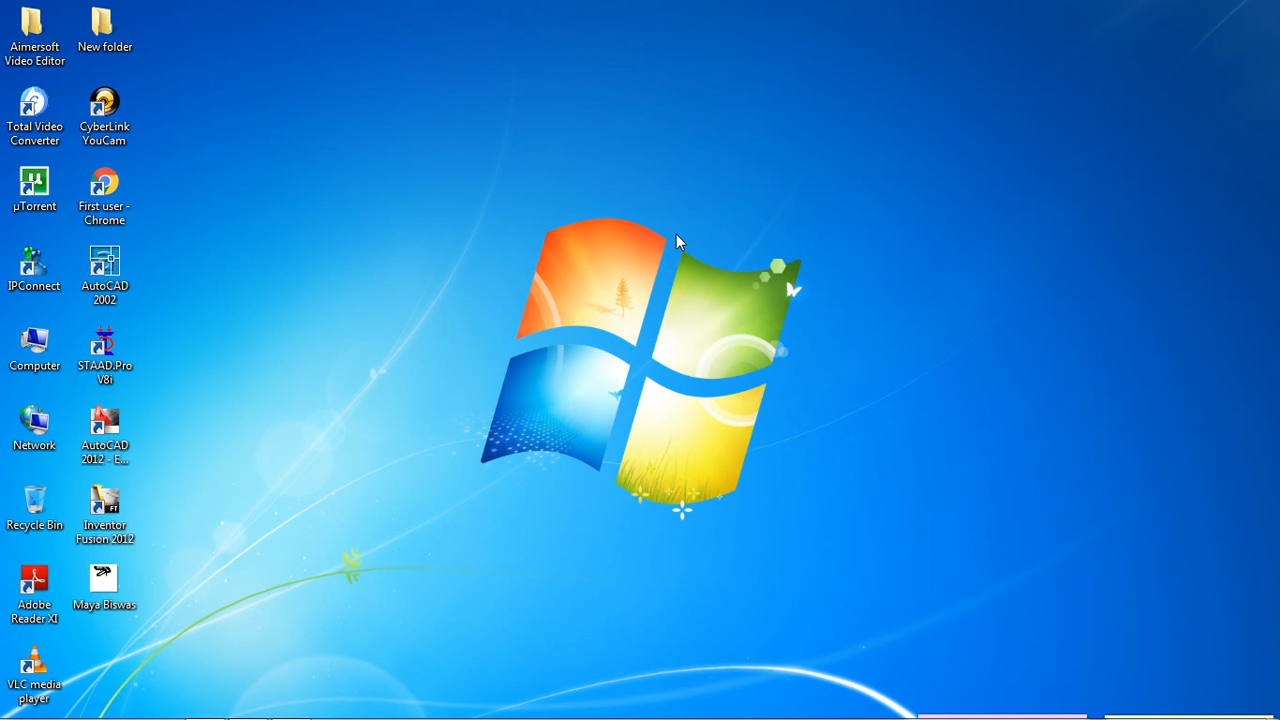 Aimersoft
Video Editor
New folder
Total Video
Converter
CyberLink
YouCam
µTorrent
First user -
Chrome
IPConnect
AutoCAD
2002
Computer
STAAD.Pro
V8i
Network
AutoCAD
2012 - E...
Recycle Bin
Inventor
Fusion 2012
FT
Adobe
Reader XI
Maya Biswas
VLC media
player